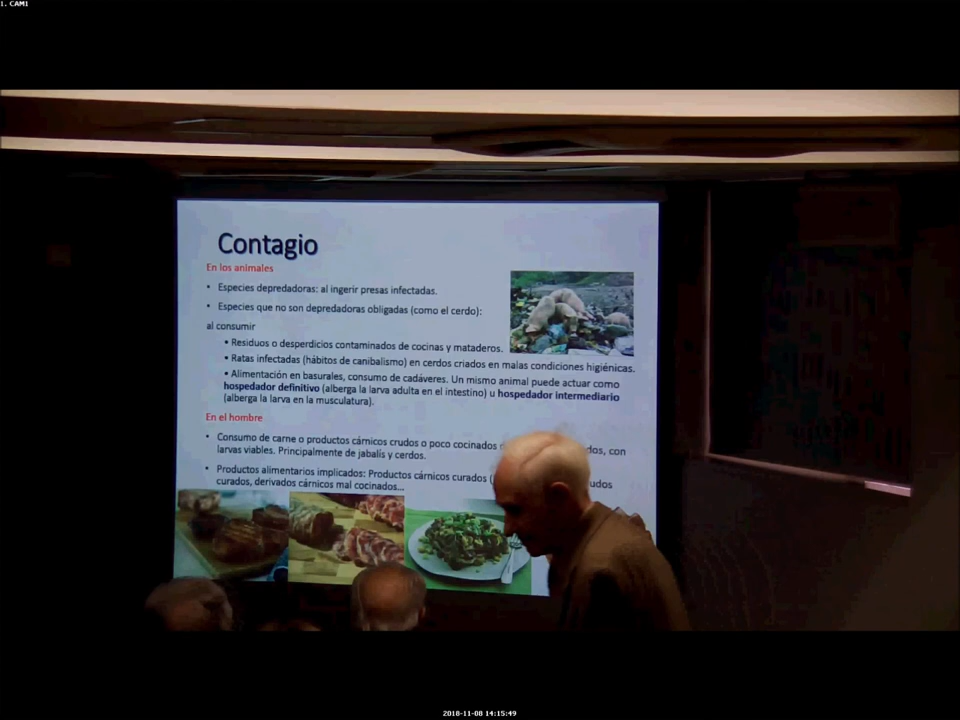 1. CAM1
Contagio
En los animales
• Especies depredadoras: al ingerir presas infectadas.
• Especies que no son depredadoras obligadas (como el cerdo):
al consumir
• Residuos o desperdicios contaminados de cocinas y mataderos.
• Ratas infectadas (hábitos de canibalismo) en cerdos criados en malas condiciones higiénicas.
• Alimentación en basurales, consumo de cadáveres. Un mismo animal puede actuar como
hospedador definitivo (alberga la larva adulta en el intestino) u hospedador intermediario
(alberga la larva en la musculatura).
En el hombre
• Consumo de carne o productos cárnicos crudos o poco cocinados dos, con
larvas viables. Principalmente de jabalís y cerdos.
• Productos alimentarios implicados: Productos cárnicos curados ( udos
curados, derivados cárnicos mal cocinados...
2018-11-08 14:15:49